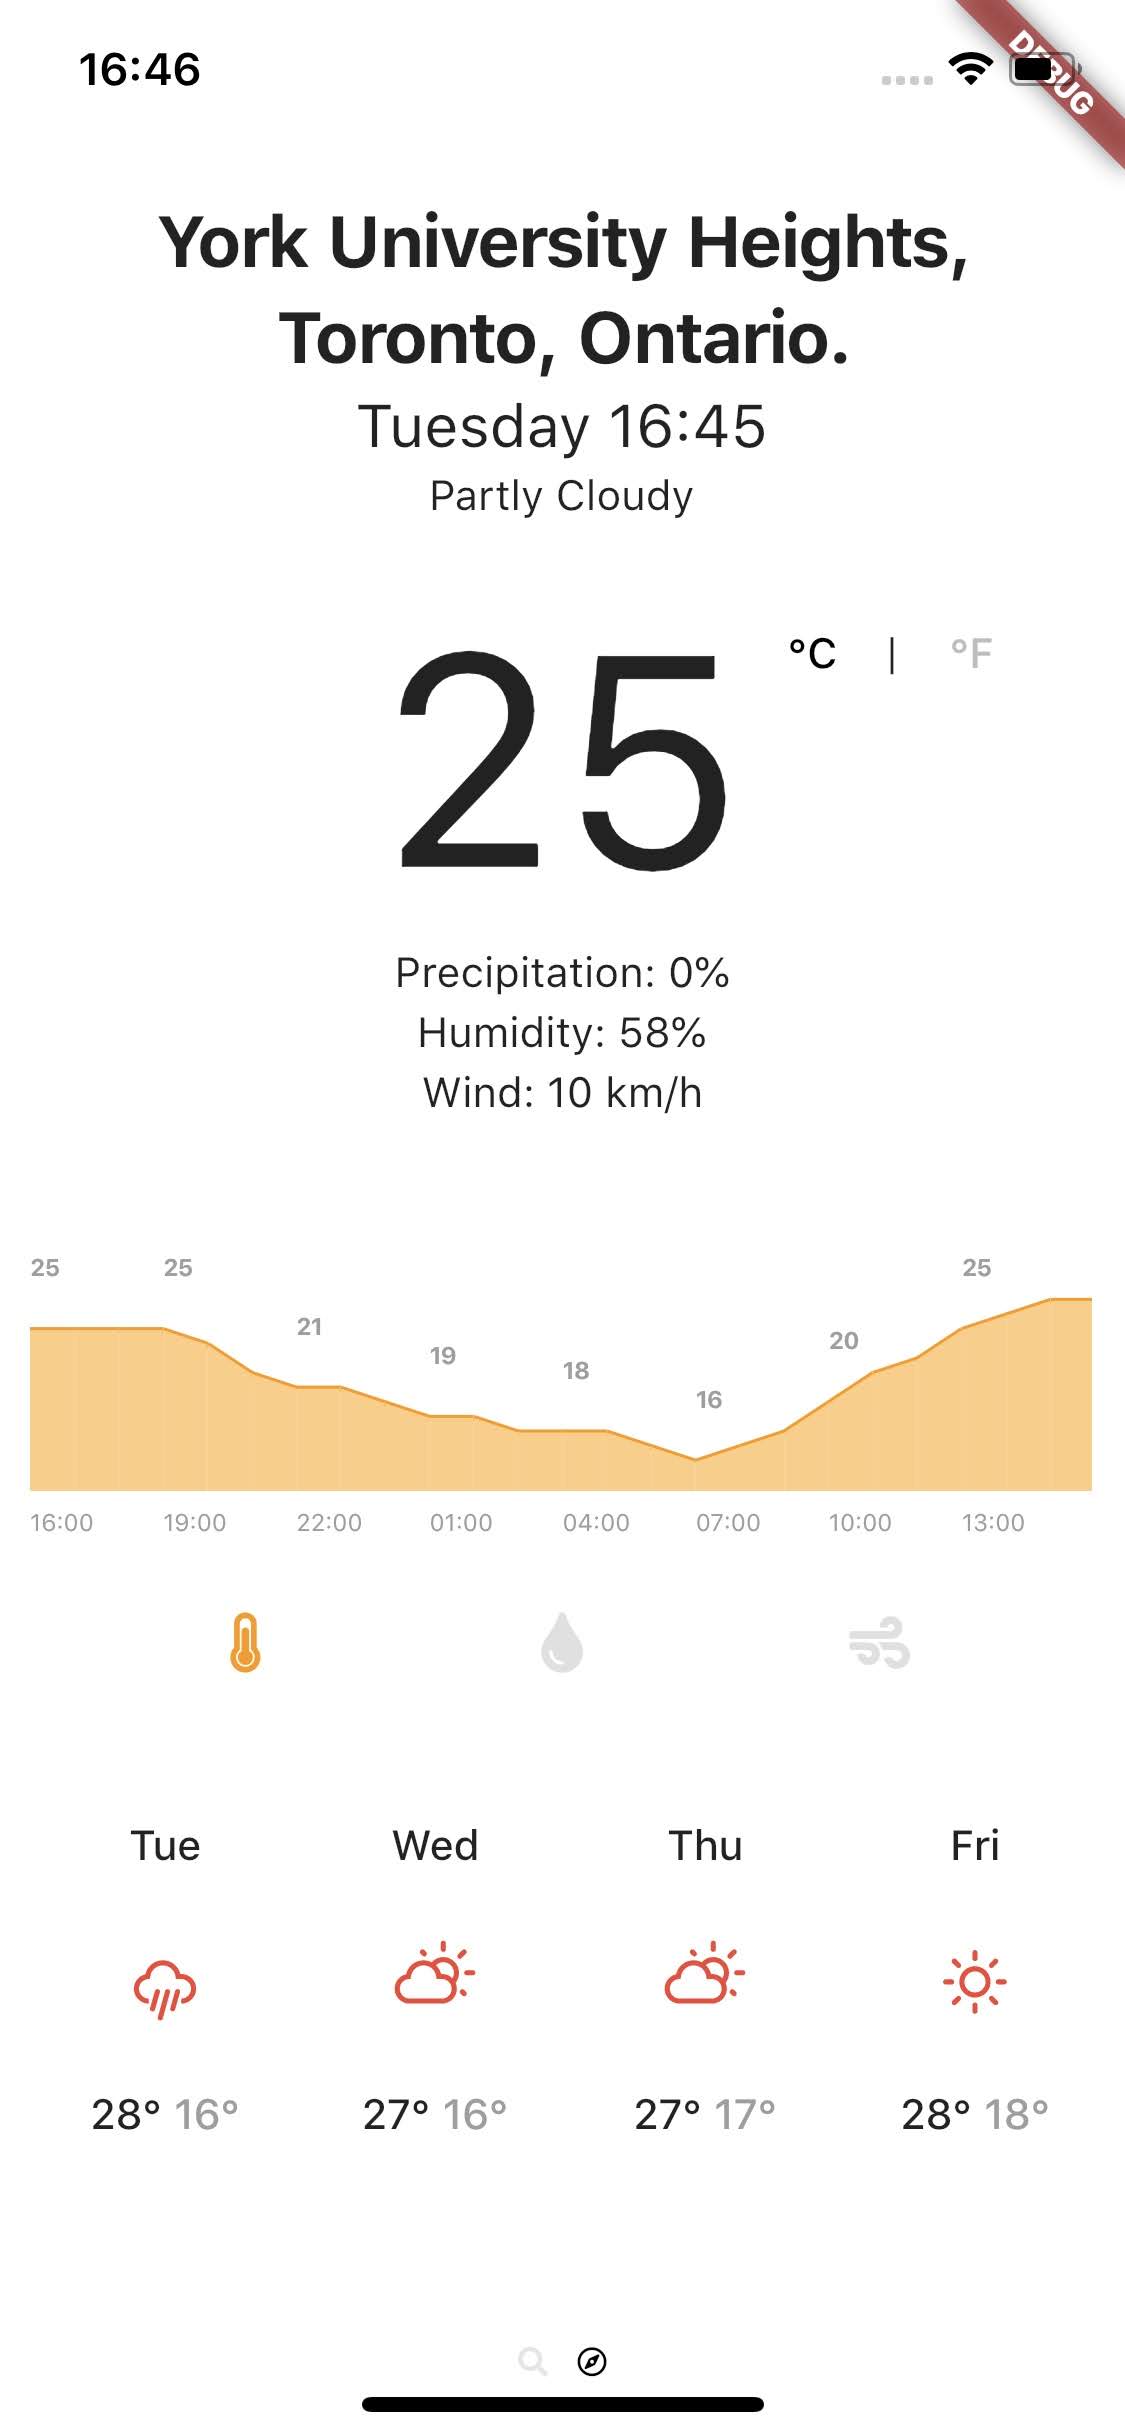 16:46
DEBUG
York University Heights,
Toronto, Ontario.
Tuesday 16:45
Partly Cloudy
25
°C | °F
Precipitation: 0%
Humidity: 58%
Wind: 10 km/h
25 25 21 19 18 16 20 25
16:00 19:00 22:00 01:00 04:00 07:00 10:00 13:00
Tue Wed Thu Fri
28° 16° 27° 16° 27° 17° 28° 18°